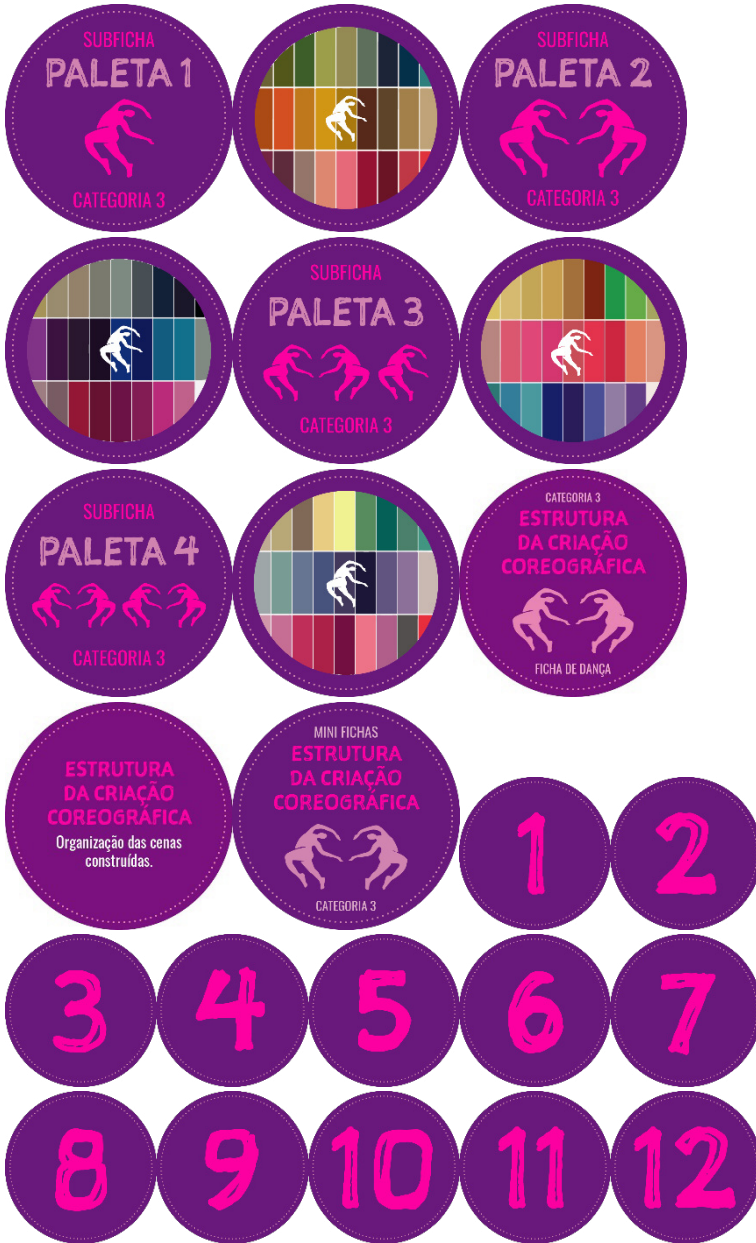 SUBFICHA
PALETA 1
CATEGORIA 3
SUBFICHA
PALETA 2
CATEGORIA 3
SUBFICHA
PALETA 3
CATEGORIA 3
SUBFICHA
PALETA 4
CATEGORIA 3
CATEGORIA 3
ESTRUTURA
DA CRIAÇÃO
COREOGRÁFICA
FICHA DE DANÇA
ESTRUTURA
DA CRIAÇÃO
COREOGRÁFICA
Organização das cenas
construídas.
MINI FICHAS
ESTRUTURA
DA CRIAÇÃO
COREOGRÁFICA
CATEGORIA 3
1
2
3
4
5
6
7
8
9
10
11
12